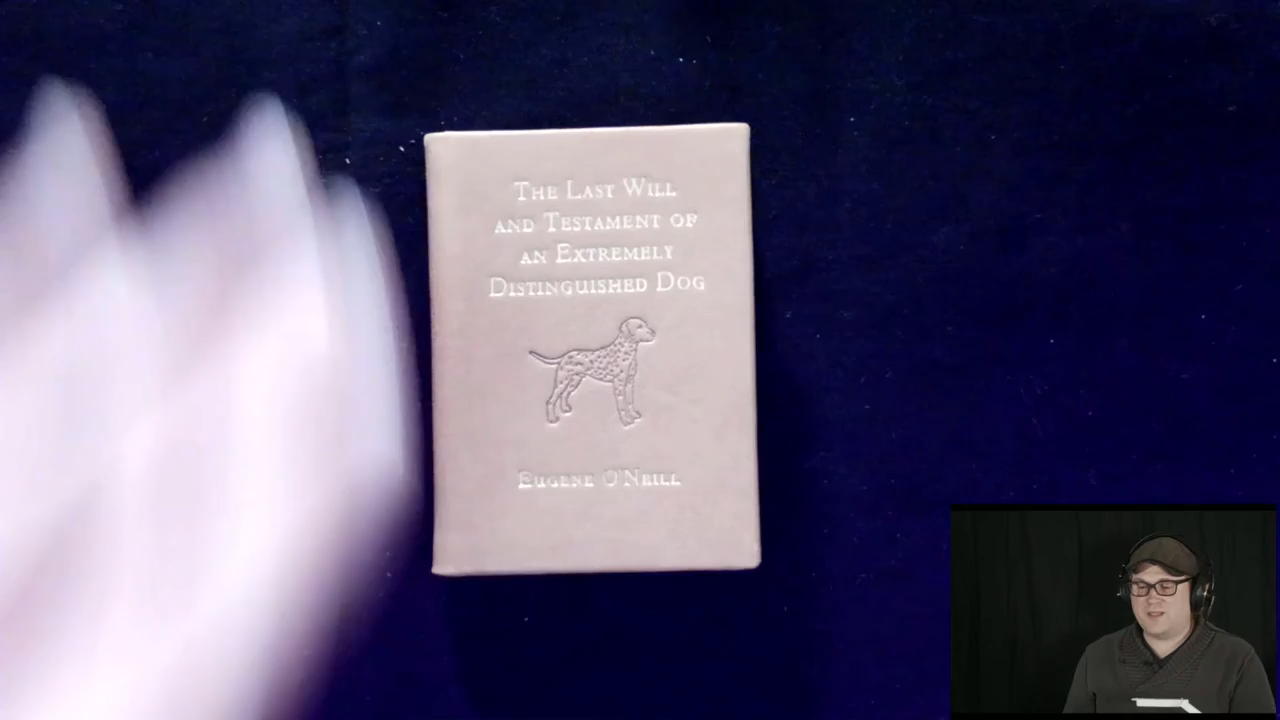 THE LAST WILL
AND TESTAMENT OF
AN EXTREMELY
DISTINGUISHED DOG
EUGENE O'NEILL